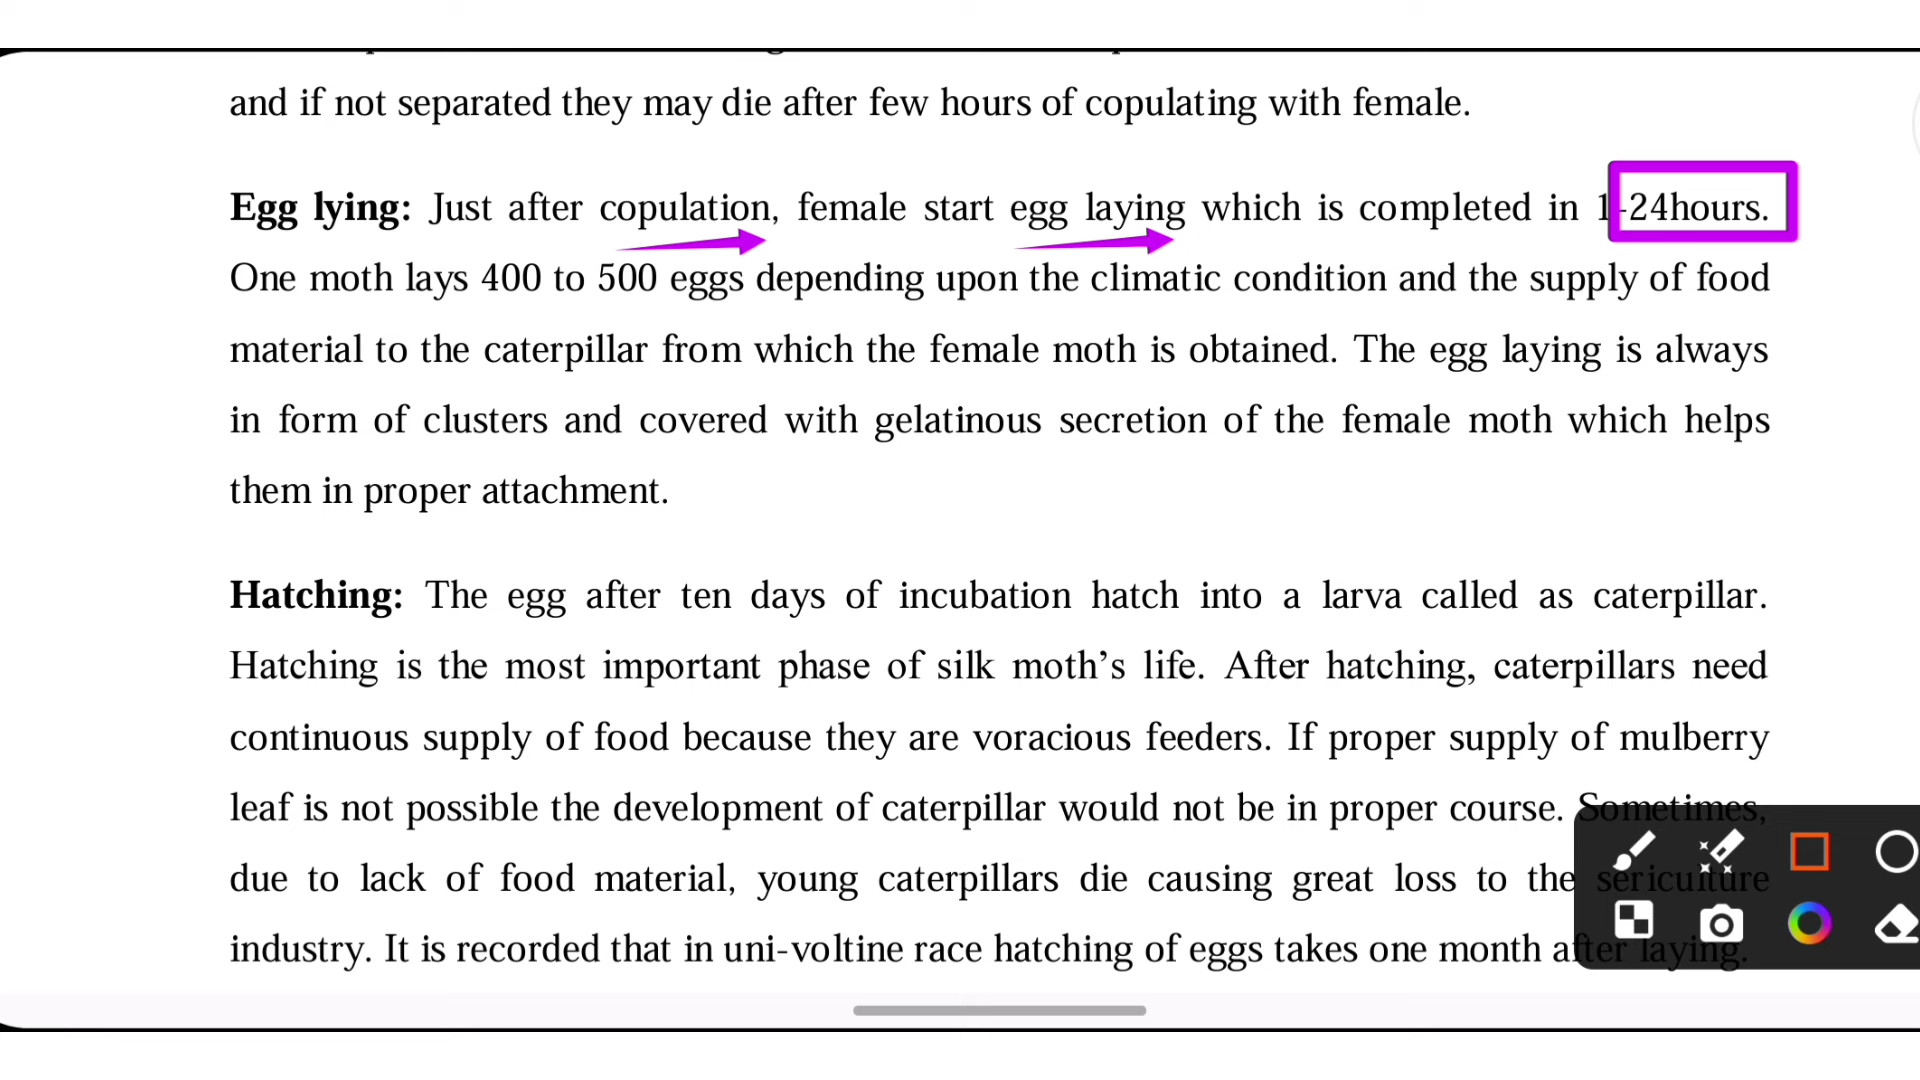 and if not separated they may die after few hours of copulating with female.
Egg lying: Just after copulation, female start egg laying which is completed in 1-24hours.
One moth lays 400 to 500 eggs depending upon the climatic condition and the supply of food
material to the caterpillar from which the female moth is obtained. The egg laying is always
in form of clusters and covered with gelatinous secretion of the female moth which helps
them in proper attachment.
Hatching: The egg after ten days of incubation hatch into a larva called as caterpillar.
Hatching is the most important phase of silk moth’s life. After hatching, caterpillars need
continuous supply of food because they are voracious feeders. If proper supply of mulberry
leaf is not possible the development of caterpillar would not be in proper course. Sometimes,
due to lack of food material, young caterpillars die causing great loss to the sericulture
industry. It is recorded that in uni-voltine race hatching of eggs takes one month after laying.